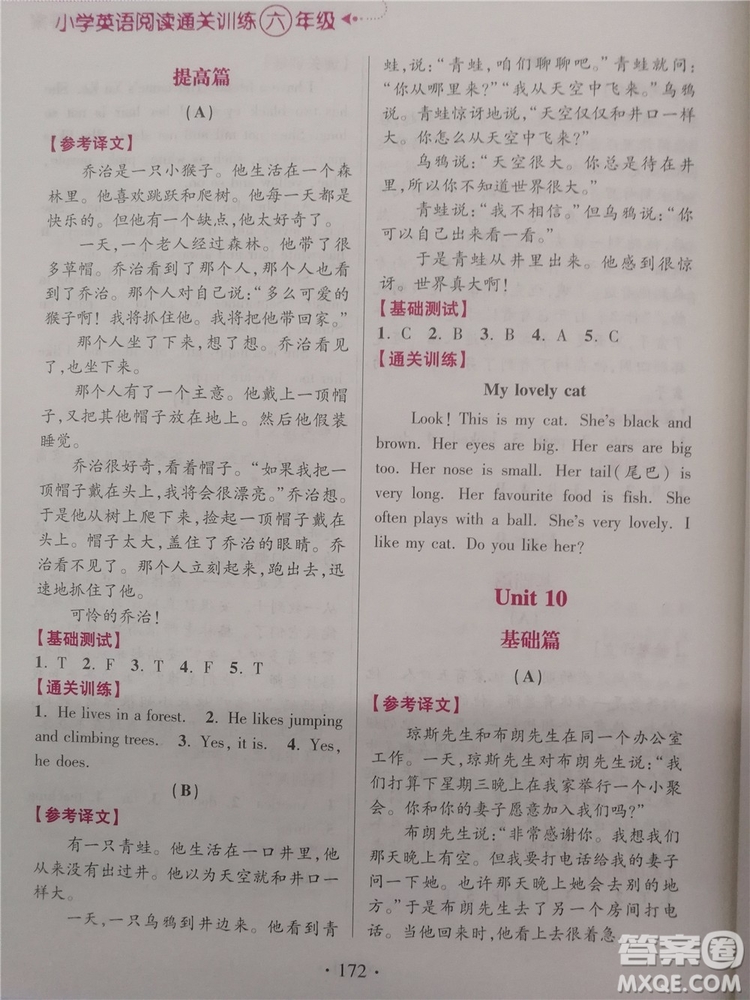 小学英语阅读通关训练 六 年级
提高篇
(A)
【参考译文】
乔治是一只小猴子。他生活在一个森
林里。他喜欢跳跃和爬树。他每一天都是
快乐的。但他有一个缺点，太好奇了。
一天，一个老人经过森林。他带了很
多草帽。乔治看到了那个人，那个人也看
到了乔治。那个人对自己说：“多么可爱的
猴子啊！我将抓住他。我将把他带回家。”
那个人坐了下来，想了想。乔治看见
了，也坐下来。
那个人有了一个主意。他戴上一顶帽
子，又把其他帽子放在地上。然后他假装
睡觉。
乔治很好奇，看着帽子。“如果我把一
顶帽子戴在头上，我将会很漂亮。”乔治想。
于是他从树上爬下来，捡起一顶帽子戴在
头上。帽子太大，盖住了乔治的眼睛。乔治
看不见了。那个人立刻起来，跑出去，迅
速地抓住了他。
可怜的乔治！
【基础测试】
1. T 2. F 3. T 4. F 5. T
【通关训练】
1. He lives in a forest. 2. He likes jumping
and climbing trees. 3. Yes, it is. 4. Yes,
he does.
(B)
【参考译文】
有一只青蛙。他生活在一口井里，他
从来没有出过井。他以为天空就和井口一
样大。
一天，一只乌鸦到井边来。他看到青
蛙，说：“青蛙，咱们聊聊吧。”青蛙就问：
“你从哪里来？”“我从天空中飞来。”乌鸦
说。青蛙惊讶地说，“天空仅仅和井口一样
大。你怎么从天空中飞来？”
乌鸦说：“天空很大。你总是待在井
里，所以你不知道世界很大。”
青蛙说：“我不相信。”但乌鸦说：“你
可以自己出来看一看。”
于是青蛙从井里出来。他感到很惊
讶。世界真大啊！
【基础测试】
1. C 2. B 3. B 4. A 5. C
【通关训练】
My lovely cat
Look! This is my cat. She's black and
brown. Her eyes are big. Her ears are big
too. Her nose is small. Her tail(尾巴) is
very long. Her favourite food is fish. She
often plays with a ball. She's very lovely. I
like my cat. Do you like her?
Unit 10
基础篇
(A)
【参考译文】
琼斯先生和布朗先生在同一个办公室
工作。一天，琼斯先生对布朗先生说：“我
们打算下星期三晚上在我家举行一个小聚
会。你和你的妻子愿意加入我们吗？”
布朗先生说：“非常感谢你。我和我们
那天晚上有空。但我要打电话给我的妻子
问一下她。也许那天晚上她要去别的地
方。”于是布朗先生去了另一个房间打电
话。当他回来时，他看起来很着急。
· 172 ·
答案圈
MXQE.COM